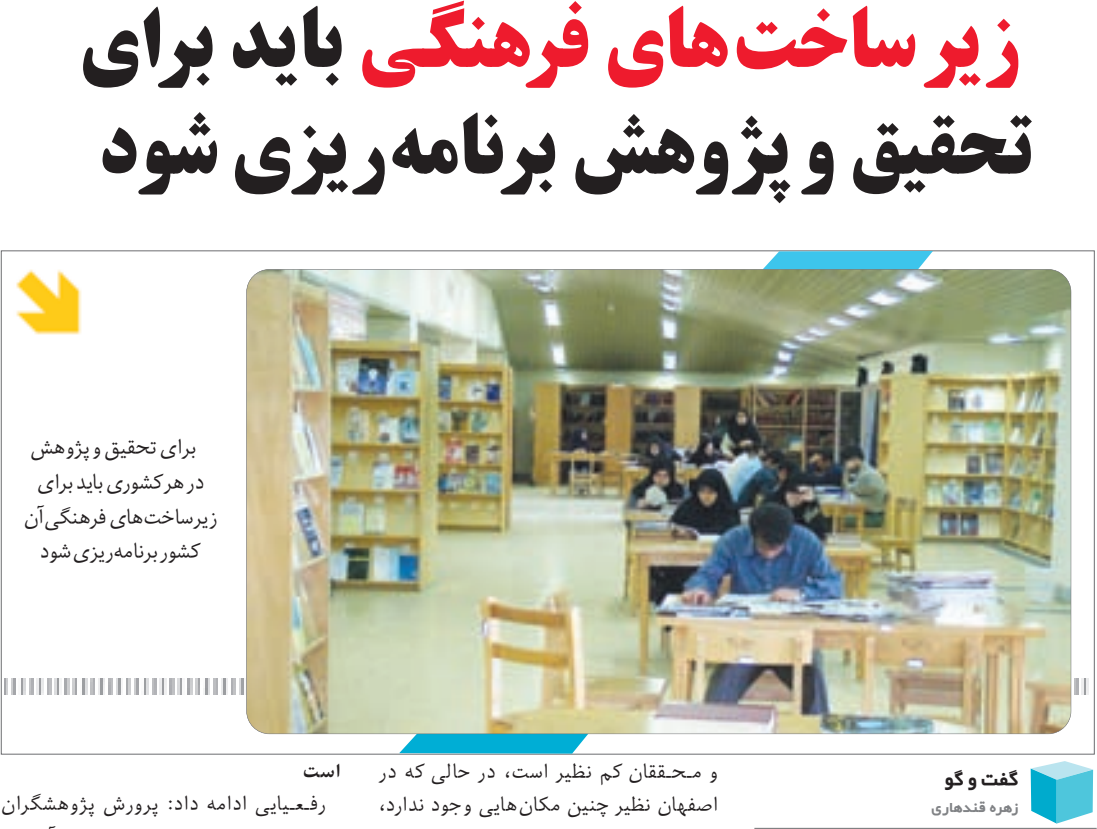 زیر ساخت‌های فرهنگی باید برای
تحقیق و پژوهش برنامه‌ریزی شود
برای تحقیق و پژوهش
در هر کشوری باید برای
زیرساخت‌های فرهنگی آن
کشور برنامه‌ریزی شود
گفت و گو
زهره قندهاری
و محققان کم نظیر است، در حالی که در
اصفهان نظیر چنین مکان‌هایی وجود ندارد،
است
رفیعیایی ادامه داد: پرورش پژوهشگران